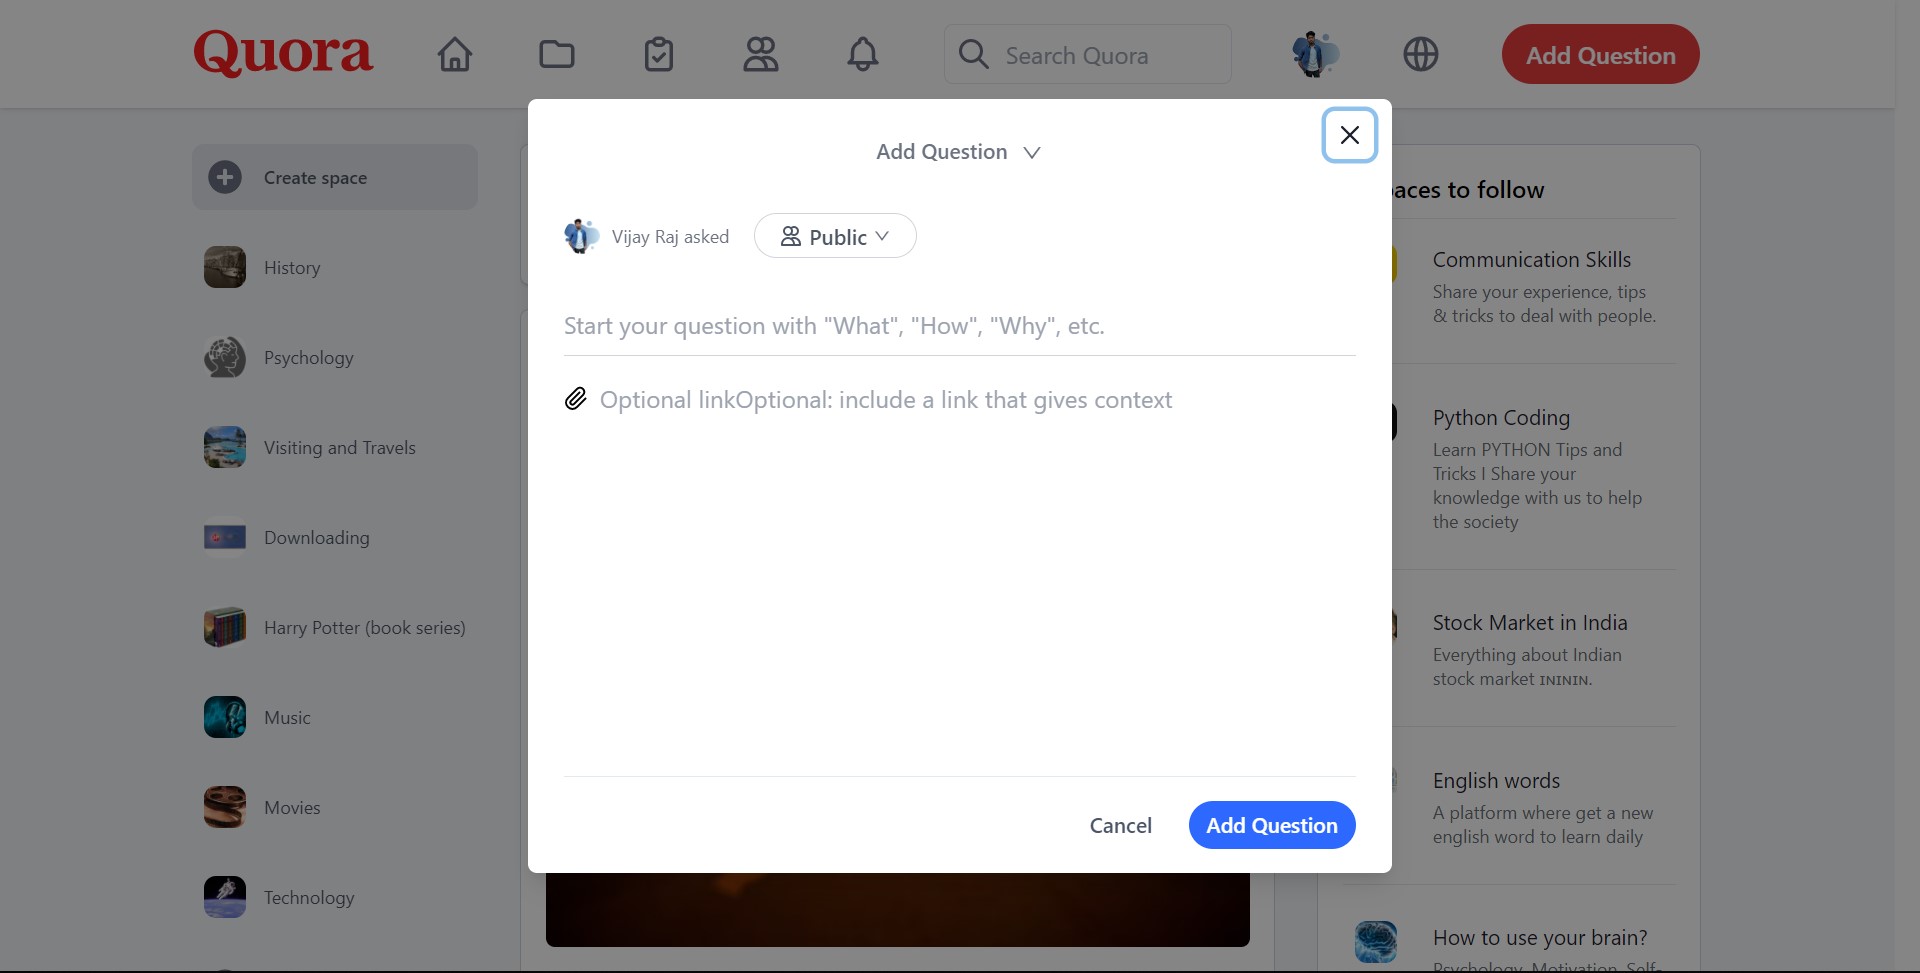 Quora
Search Quora
Add Question
Create space
History
Psychology
Visiting and Travels
Downloading
Harry Potter (book series)
Music
Movies
Technology
Add Question
Vijay Raj asked
Public
Start your question with "What", "How", "Why", etc.
Optional linkOptional: include a link that gives context
Cancel
Add Question
aces to follow
Communication Skills
Share your experience, tips
& tricks to deal with people.
Python Coding
Learn PYTHON Tips and
Tricks I Share your
knowledge with us to help
the society
Stock Market in India
Everything about Indian
stock market ɪɴɪɴɪɴ.
English words
A platform where get a new
english word to learn daily
How to use your brain?
Psychology, Motivation, Self-